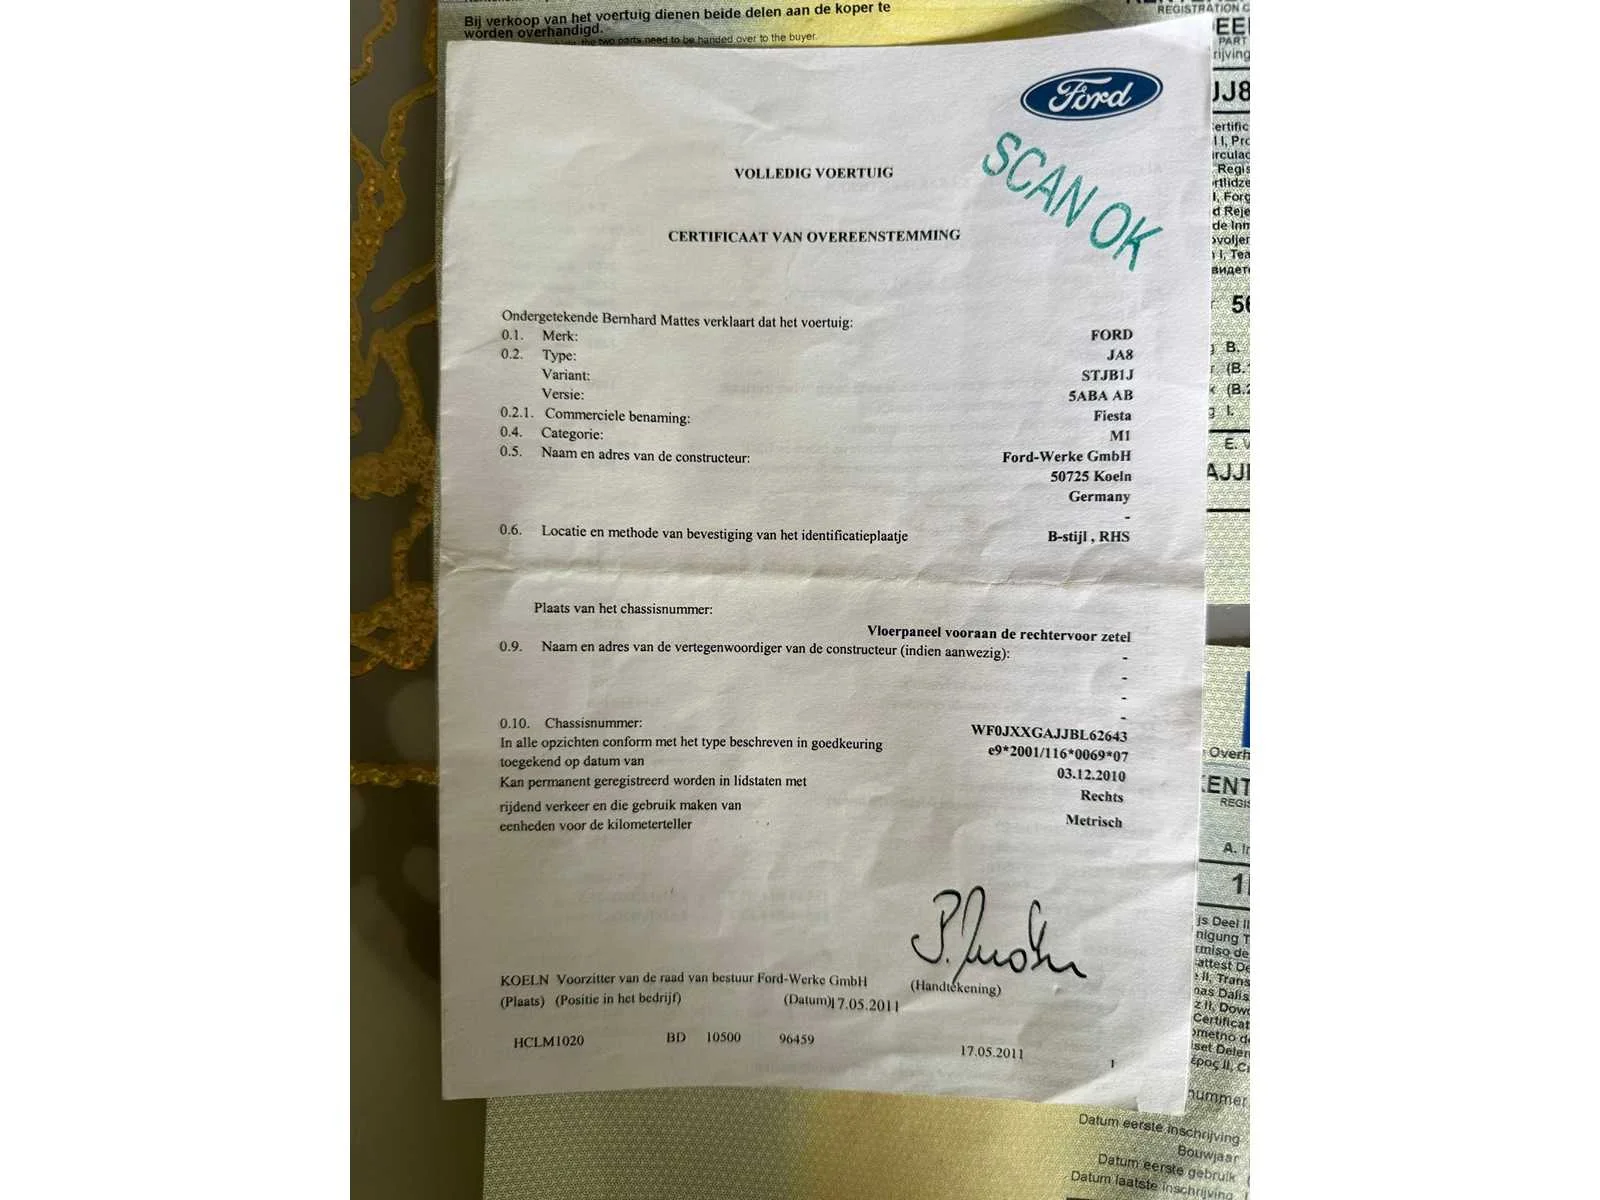 Bij verkoop van het voertuig dienen beide delen aan de koper te
worden overhandigd.
the two parts need to be handed over to the buyer.
Ford
SCAN OK
VOLLEDIG VOERTUIG
CERTIFICAAT VAN OVEREENSTEMMING
Ondergetekende Bernhard Mattes verklaart dat het voertuig:
0.1. Merk: FORD
0.2. Type: JA8
Variant: STJB1J
Versie: 5ABA AB
0.2.1. Commerciele benaming: Fiesta
0.4. Categorie: M1
0.5. Naam en adres van de constructeur: Ford-Werke GmbH
50725 Koeln
Germany
-
0.6. Locatie en methode van bevestiging van het identificatieplaatje B-stijl , RHS
Plaats van het chassisnummer:
Vloerpaneel vooraan de rechtervoor zetel
0.9. Naam en adres van de vertegenwoordiger van de constructeur (indien aanwezig): -
-
-
-
0.10. Chassisnummer: WF0JXXGAJJBL62643
In alle opzichten conform met het type beschreven in goedkeuring e9*2001/116*0069*07
toegekend op datum van 03.12.2010
Kan permanent geregistreerd worden in lidstaten met Rechts
rijdend verkeer en die gebruik maken van
eenheden voor de kilometerteller Metrisch
KOELN Voorzitter van de raad van bestuur Ford-Werke GmbH
(Plaats) (Positie in het bedrijf) (Datum)17.05.2011 (Handtekening)
HCLM1020 BD 10500 96459 17.05.2011 1
Datum eerste inschrijving
Bouwjaar
Datum eerste gebruik
Datum laatste inschrijving